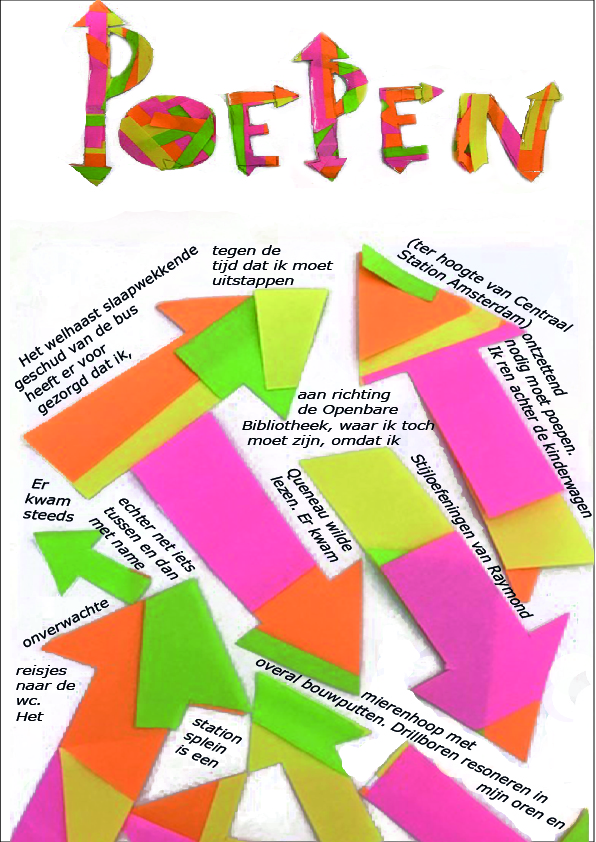 POEPEN
Het welhaast slaapwekkende
geschud van de bus
heeft er voor
gezorgd dat ik,
tegen de
tijd dat ik moet
uitstappen
(ter hoogte van Centraal
Station Amsterdam)
ontzettend
nodig moet poepen.
Ik ren achter de kinderwagen
aan richting
de Openbare
Bibliotheek, waar ik toch
moet zijn, omdat ik
Stijloefeningen van Raymond
Queneau wilde
lezen. Er kwam
echter net iets
tussen en dan
met name
Er
kwam
steeds
onverwachte
reisjes
naar de
wc.
Het
station
splein
is een
mierenhoop met
overal bouwputten. Drillboren resoneren in
mijn oren en